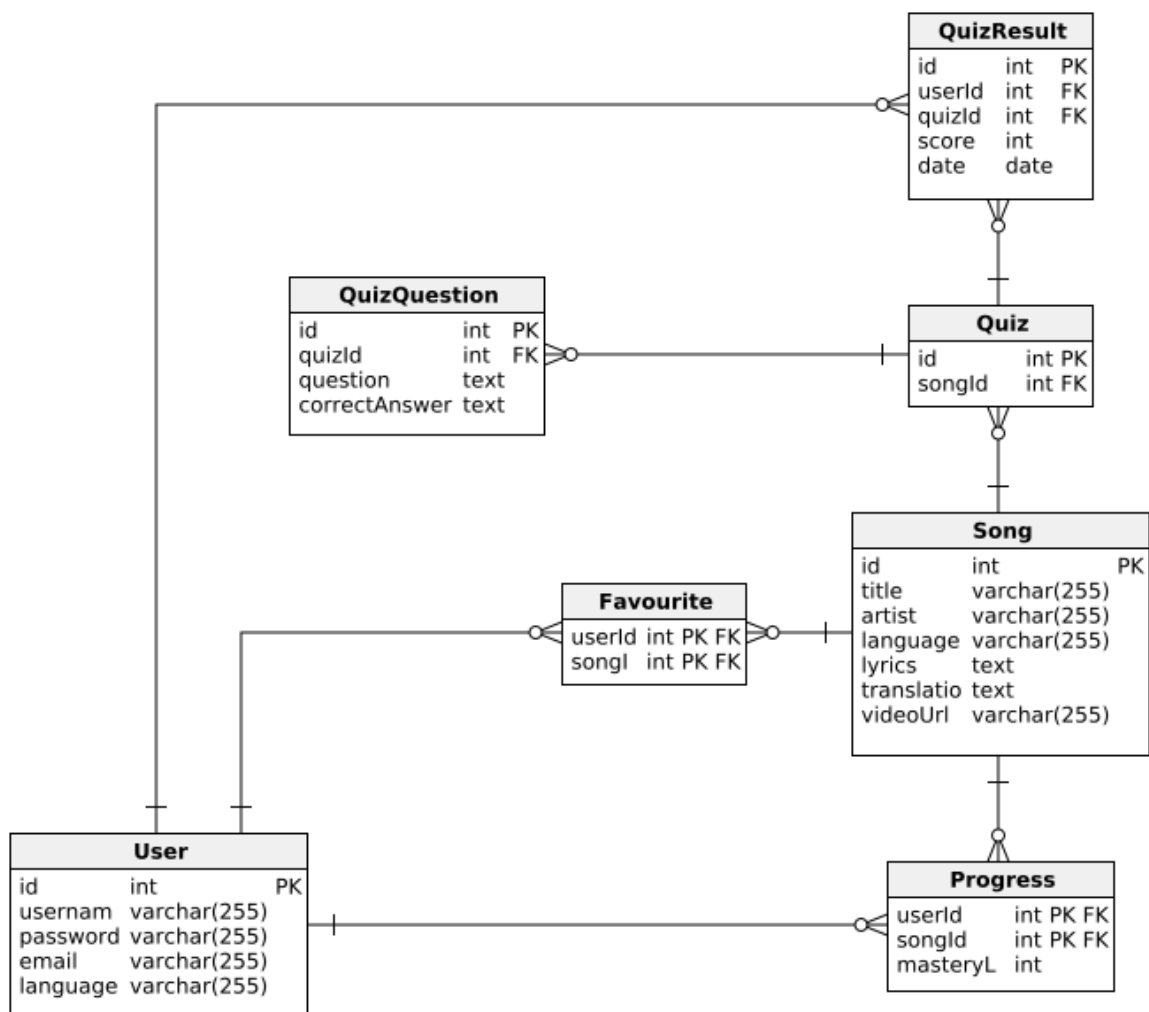 QuizResult
id int PK
userId int FK
quizId int FK
score int
date date
QuizQuestion
id int PK
quizId int FK
question text
correctAnswer text
Quiz
id int PK
songId int FK
Song
id int PK
title varchar(255)
artist varchar(255)
language varchar(255)
lyrics text
translatio text
videoUrl varchar(255)
Favourite
userId int PK FK
songI int PK FK
User
id int PK
usernam varchar(255)
password varchar(255)
email varchar(255)
language varchar(255)
Progress
userId int PK FK
songId int PK FK
masteryL int